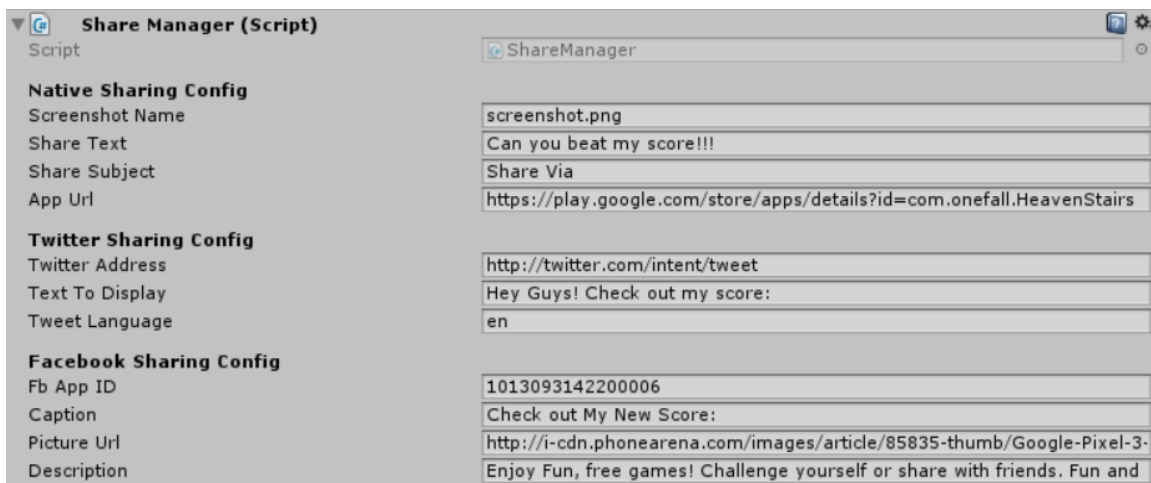 Share Manager (Script)
Script ShareManager
Native Sharing Config
Screenshot Name screenshot.png
Share Text Can you beat my score!!!
Share Subject Share Via
App Url https://play.google.com/store/apps/details?id=com.onefall.HeavenStairs
Twitter Sharing Config
Twitter Address http://twitter.com/intent/tweet
Text To Display Hey Guys! Check out my score:
Tweet Language en
Facebook Sharing Config
Fb App ID 1013093142200006
Caption Check out My New Score:
Picture Url http://i-cdn.phonearena.com/images/article/85835-thumb/Google-Pixel-3-
Description Enjoy Fun, free games! Challenge yourself or share with friends. Fun and